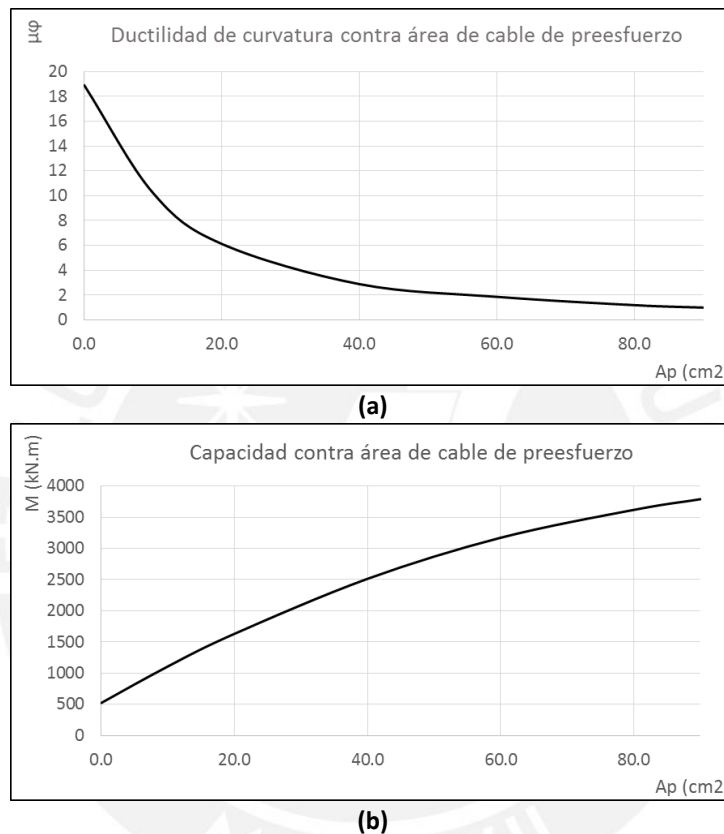 Ductilidad de curvatura contra área de cable de preesfuerzo
μφ
20
18
16
14
12
10
8
6
4
2
0
0.0 20.0 40.0 60.0 80.0
Ap (cm2
(a)
Capacidad contra área de cable de preesfuerzo
M (kN.m)
4000
3500
3000
2500
2000
1500
1000
500
0
0.0 20.0 40.0 60.0 80.0
Ap (cm2
(b)